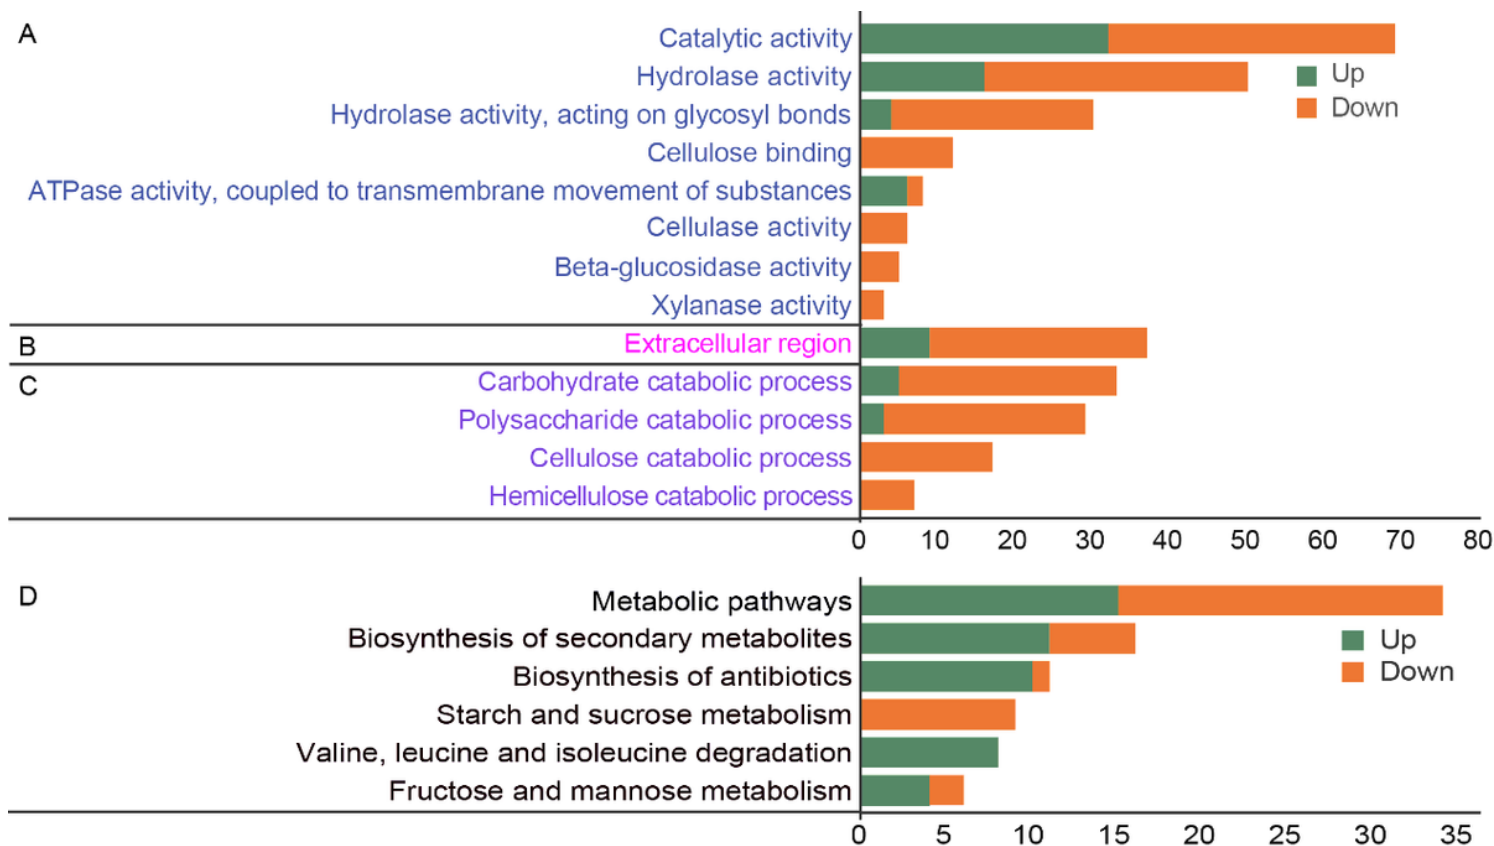 A
Catalytic activity
Hydrolase activity
Up
Hydrolase activity, acting on glycosyl bonds
Down
Cellulose binding
ATPase activity, coupled to transmembrane movement of substances
Cellulase activity
Beta-glucosidase activity
Xylanase activity
B
Extracellular region
C
Carbohydrate catabolic process
Polysaccharide catabolic process
Cellulose catabolic process
Hemicellulose catabolic process
0 10 20 30 40 50 60 70 80
D
Metabolic pathways
Biosynthesis of secondary metabolites
Up
Biosynthesis of antibiotics
Down
Starch and sucrose metabolism
Valine, leucine and isoleucine degradation
Fructose and mannose metabolism
0 5 10 15 20 25 30 35